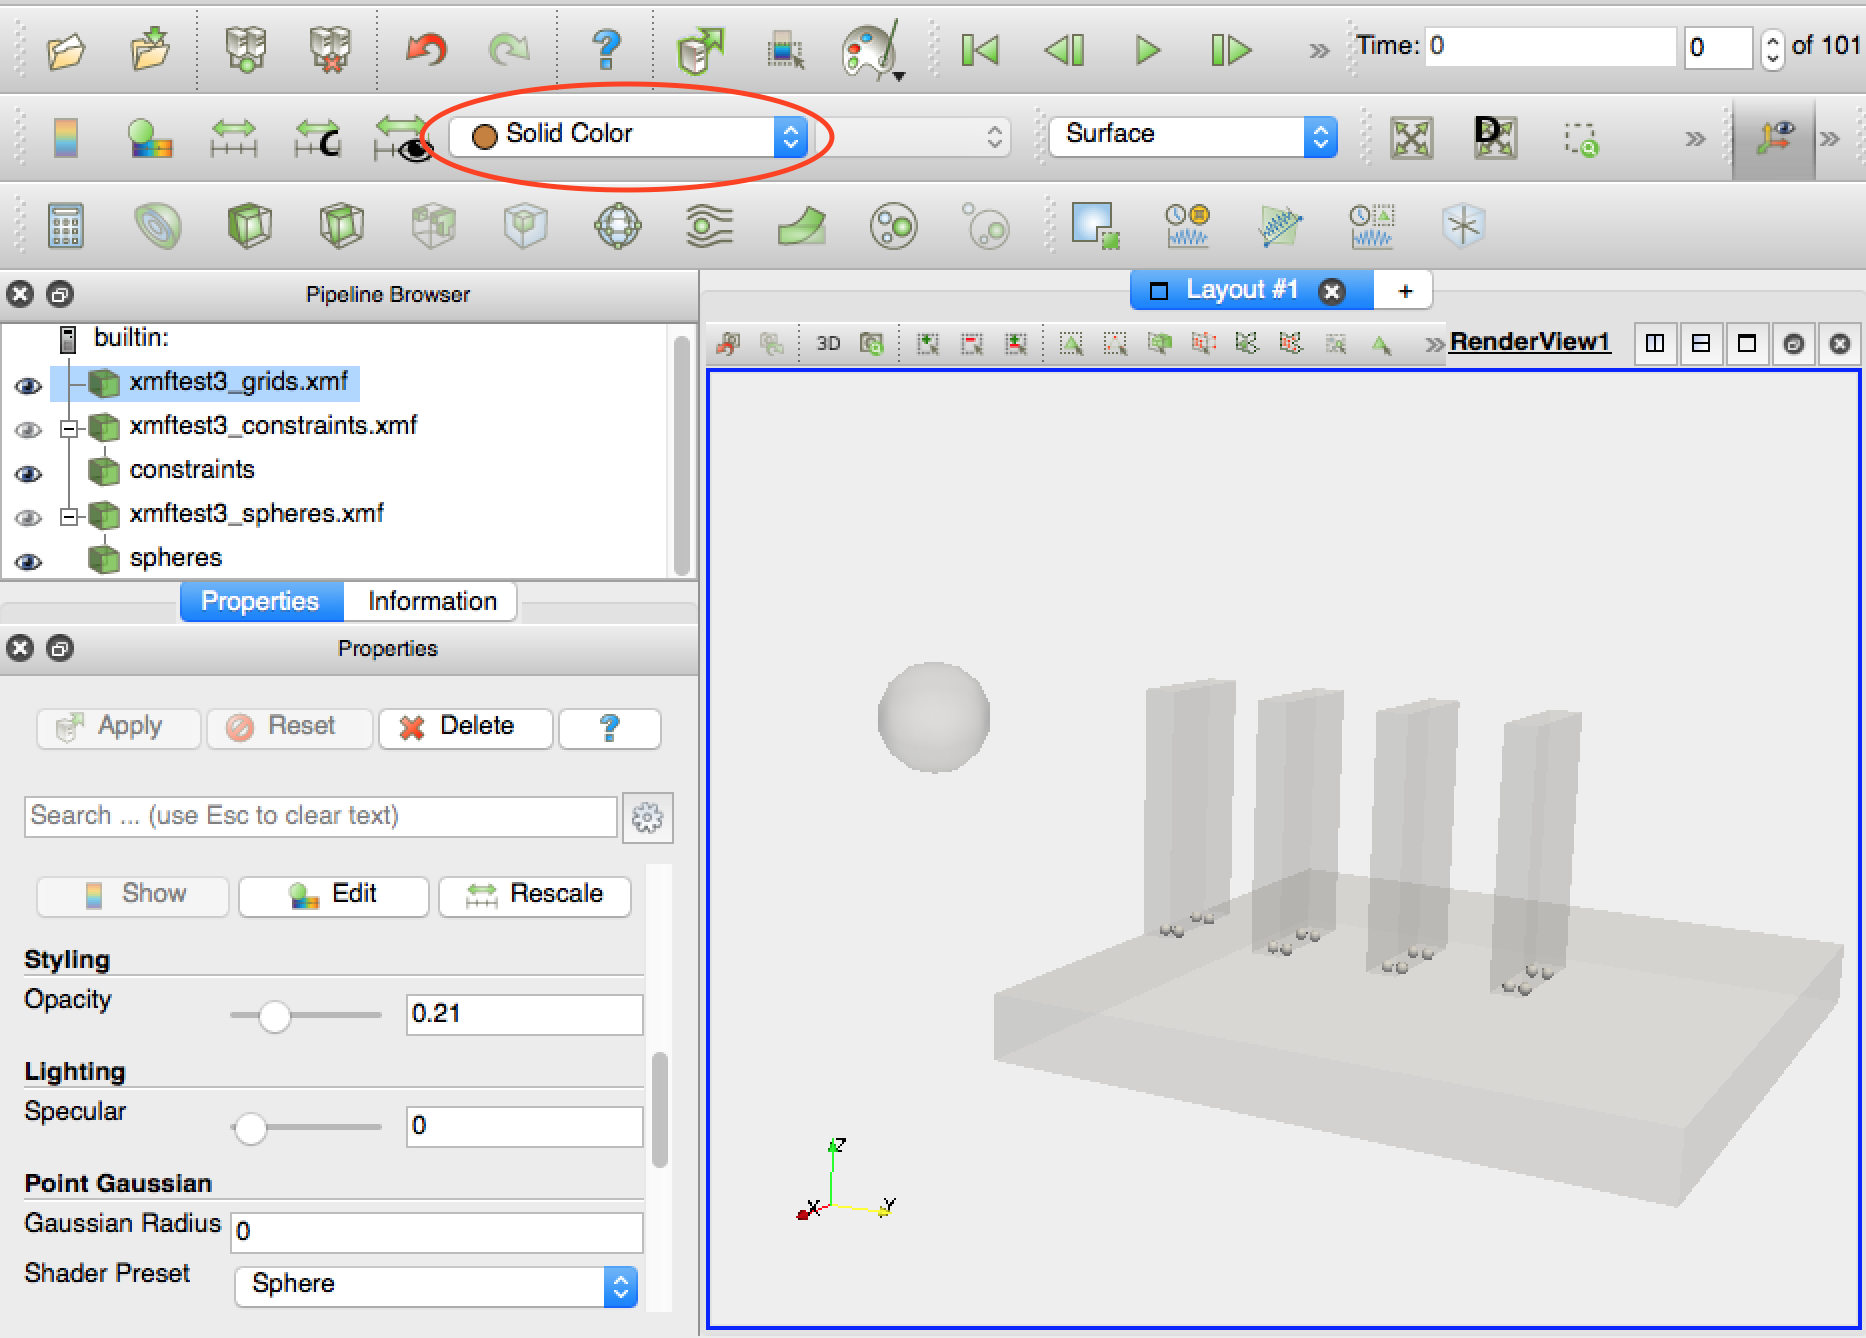 Time: 0 0 of 101
C Solid Color Surface D
Pipeline Browser
Layout #1 +
builtin:
3D RenderView1
xmftest3_grids.xmf
xmftest3_constraints.xmf
constraints
xmftest3_spheres.xmf
spheres
Properties Information
Properties
Apply Reset Delete ?
Search ... (use Esc to clear text)
Show Edit Rescale
Styling
Opacity 0.21
Lighting
Specular 0
Point Gaussian
Gaussian Radius 0
Shader Preset Sphere
Z
X Y